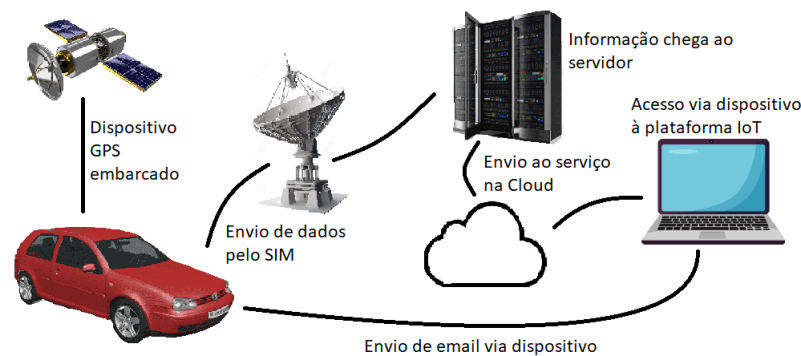 Informação chega ao
servidor
Acesso via dispositivo
à plataforma IoT
Dispositivo
GPS
embarcado
Envio ao serviço
na Cloud
Envio de dados
pelo SIM
Envio de email via dispositivo